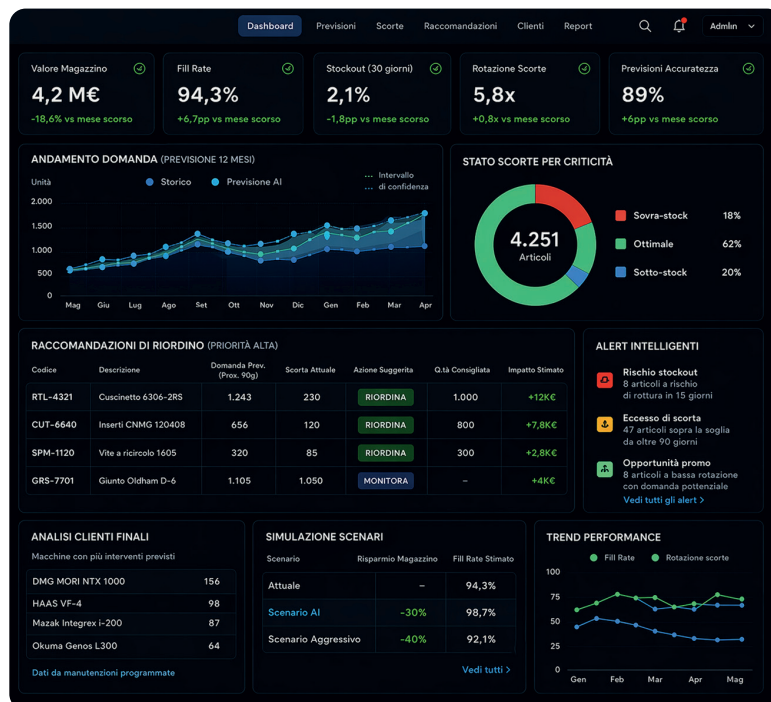 Dashboard Previsioni Scorte Raccomandazioni Clienti Report Admin
Valore Magazzino
4,2 M€
-18,6% vs mese scorso
Fill Rate
94,3%
+6,7pp vs mese scorso
Stockout (30 giorni)
2,1%
-1,8pp vs mese scorso
Rotazione Scorte
5,8x
+0,8x vs mese scorso
Previsioni Accuratezza
89%
+6pp vs mese scorso
ANDAMENTO DOMANDA (PREVISIONE 12 MESI)
Unità
Storico Previsione AI
Intervallo
di confidenza
2.000
1.500
1.000
500
0
Mag Giu Lug Ago Set Ott Nov Dic Gen Feb Mar Apr
STATO SCORTE PER CRITICITÀ
4.251
Articoli
Sovra-stock 18%
Ottimale 62%
Sotto-stock 20%
RACCOMANDAZIONI DI RIORDINO (PRIORITÀ ALTA)
Codice Descrizione Domanda Prev. (Prox. 90g) Scorta Attuale Azione Suggerita Q.tà Consigliata Impatto Stimato
RTL-4321 Cuscinetto 6306-2RS 1.243 230 RIORDINA 1.000 +12K€
CUT-6640 Inserti CNMG 120408 656 120 RIORDINA 800 +7,8K€
SPM-1120 Vite a ricircolo 1605 320 85 RIORDINA 300 +2,8K€
GRS-7701 Giunto Oldham D-6 1.105 1.050 MONITORA – +4K€
ALERT INTELLIGENTI
Rischio stockout
8 articoli a rischio
di rottura in 15 giorni
Eccesso di scorta
47 articoli sopra la soglia
da oltre 90 giorni
Opportunità promo
8 articoli a bassa rotazione
con domanda pottenziale
Vedi tutti gli alert >
ANALISI CLIENTI FINALI
Macchine con più interventi previsti
DMG MORI NTX 1000 156
HAAS VF-4 98
Mazak Integrex i-200 87
Okuma Genos L300 64
Dati da manutenzioni programmate
SIMULAZIONE SCENARI
Scenario Risparmio Magazzino Fill Rate Stimato
Attuale – 94,3%
Scenario AI -30% 98,7%
Scenario Aggressivo -40% 92,1%
Vedi tutti >
TREND PERFORMANCE
Fill Rate Rotazione scorte
100
75
50
25
0
Gen Feb Mar Apr Mag